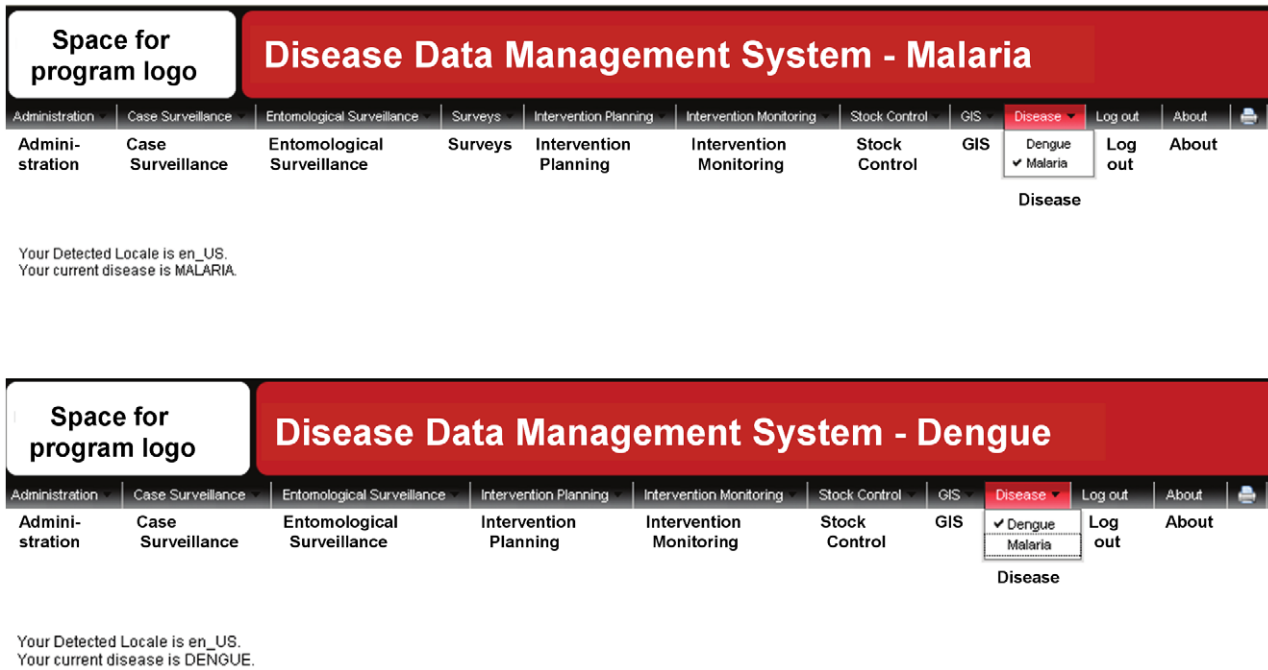 Space for
program logo
Disease Data Management System - Malaria
Administration Case Surveillance Entomological Surveillance Surveys Intervention Planning Intervention Monitoring Stock Control GIS Disease Log out About
Admini- Case Entomological Surveys Intervention Intervention Stock GIS Dengue Log About
stration Surveillance Surveillance Planning Monitoring Control Malaria out
Disease
Your Detected Locale is en_US.
Your current disease is MALARIA.
Space for
program logo
Disease Data Management System - Dengue
Administration Case Surveillance Entomological Surveillance Intervention Planning Intervention Monitoring Stock Control GIS Disease Log out About
Admini- Case Entomological Intervention Intervention Stock GIS Dengue Log About
stration Surveillance Surveillance Planning Monitoring Control Malaria out
Disease
Your Detected Locale is en_US.
Your current disease is DENGUE.